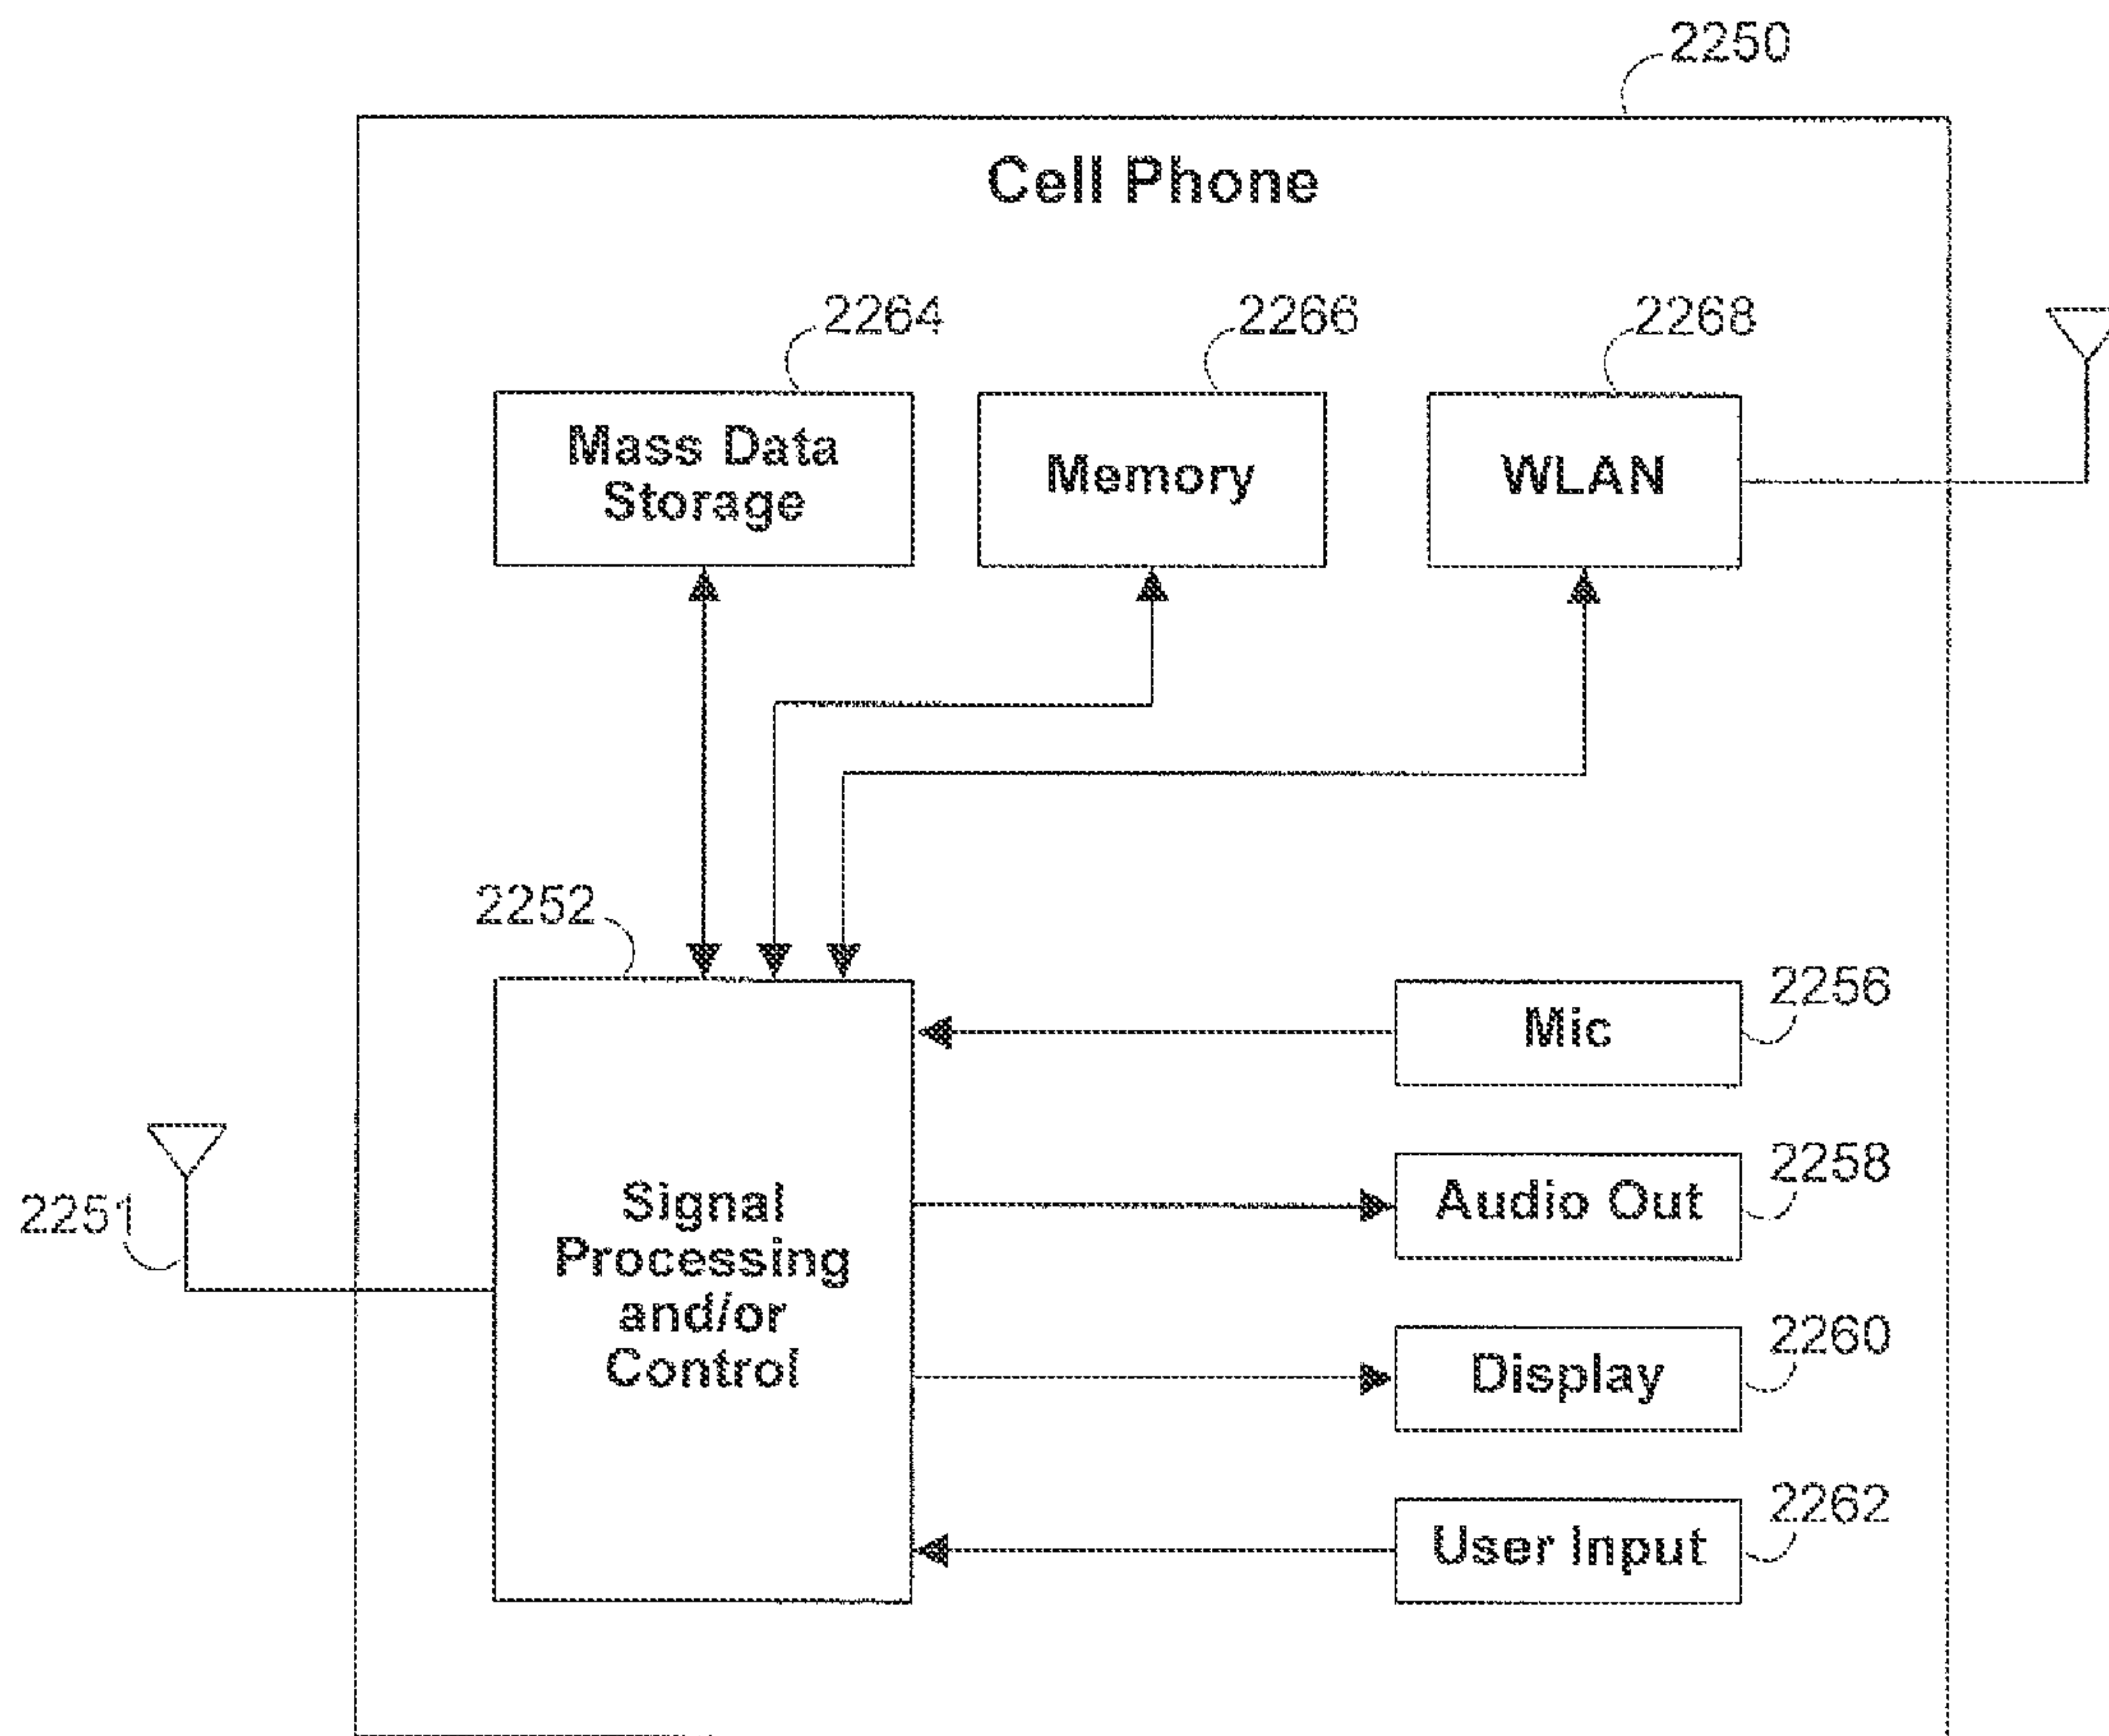 2250
Cell Phone
2264
2266
2268
Mass Data
Storage
Memory
WLAN
2252
2256
Mic
2251
Signal
Processing
and/or
Control
2258
Audio Out
2260
Display
2262
User Input